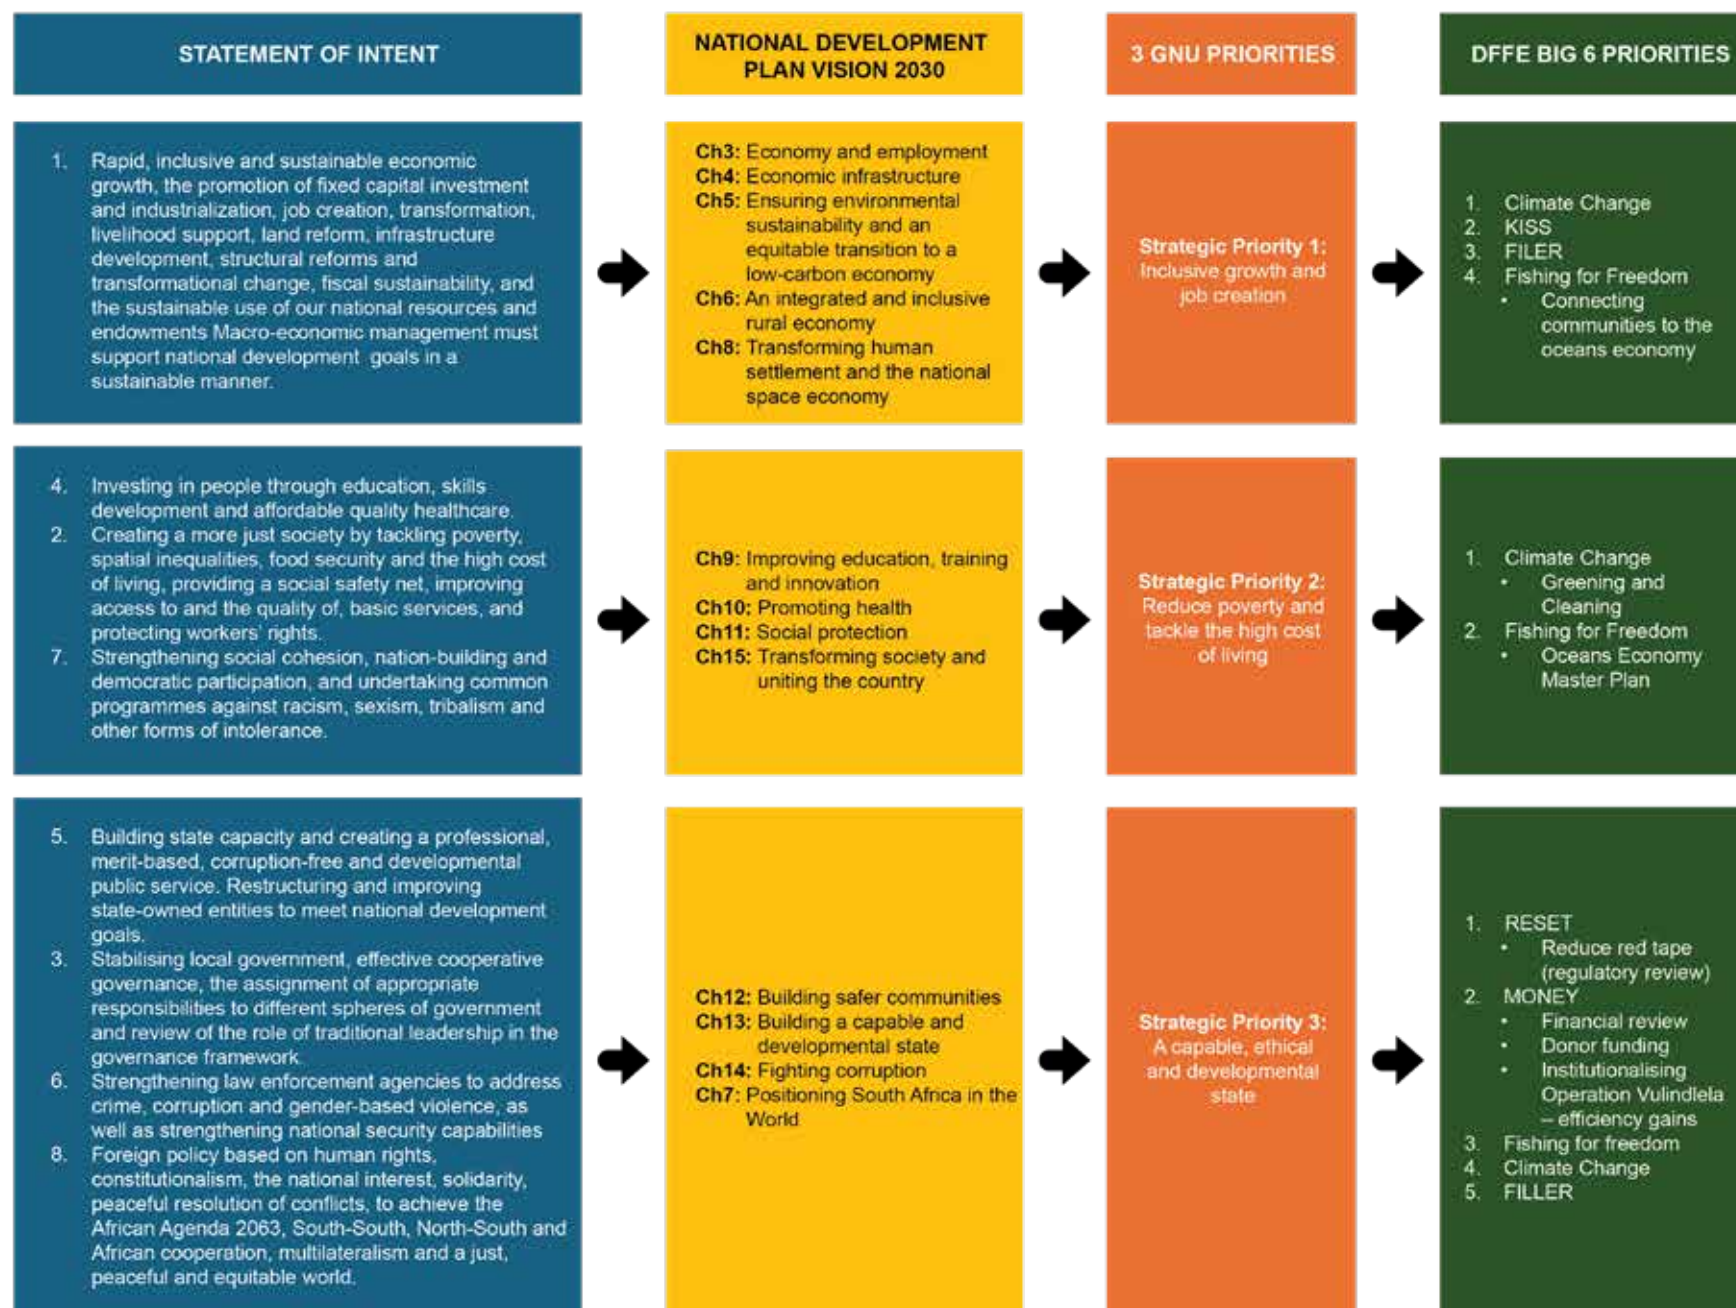 STATEMENT OF INTENT
NATIONAL DEVELOPMENT
PLAN VISION 2030
3 GNU PRIORITIES
DFFE BIG 6 PRIORITIES
1. Rapid, inclusive and sustainable economic
growth, the promotion of fixed capital investment
and industrialization, job creation, transformation,
livelihood support, land reform, infrastructure
development, structural reforms and
transformational change, fiscal sustainability, and
the sustainable use of our national resources and
endowments Macro-economic management must
support national development goals in a
sustainable manner.
Ch3: Economy and employment
Ch4: Economic infrastructure
Ch5: Ensuring environmental
sustainability and an
equitable transition to a
low-carbon economy
Ch6: An integrated and inclusive
rural economy
Ch8: Transforming human
settlement and the national
space economy
Strategic Priority 1:
Inclusive growth and
job creation
1. Climate Change
2. KISS
3. FILER
4. Fishing for Freedom
• Connecting
communities to the
oceans economy
4. Investing in people through education, skills
development and affordable quality healthcare.
2. Creating a more just society by tackling poverty,
spatial inequalities, food security and the high cost
of living, providing a social safety net, improving
access to and the quality of, basic services, and
protecting workers' rights.
7. Strengthening social cohesion, nation-building and
democratic participation, and undertaking common
programmes against racism, sexism, tribalism and
other forms of intolerance.
Ch9: Improving education, training
and innovation
Ch10: Promoting health
Ch11: Social protection
Ch15: Transforming society and
uniting the country
Strategic Priority 2:
Reduce poverty and
tackle the high cost
of living
1. Climate Change
• Greening and
Cleaning
2. Fishing for Freedom
• Oceans Economy
Master Plan
5. Building state capacity and creating a professional,
merit-based, corruption-free and developmental
public service. Restructuring and improving
state-owned entities to meet national development
goals.
3. Stabilising local government, effective cooperative
governance, the assignment of appropriate
responsibilities to different spheres of government
and review of the role of traditional leadership in the
governance framework.
6. Strengthening law enforcement agencies to address
crime, corruption and gender-based violence, as
well as strengthening national security capabilities
8. Foreign policy based on human rights,
constitutionalism, the national interest, solidarity,
peaceful resolution of conflicts, to achieve the
African Agenda 2063, South-South, North-South and
African cooperation, multilateralism and a just,
peaceful and equitable world.
Ch12: Building safer communities
Ch13: Building a capable and
developmental state
Ch14: Fighting corruption
Ch7: Positioning South Africa in the
World
Strategic Priority 3:
A capable, ethical
and developmental
state
1. RESET
• Reduce red tape
(regulatory review)
2. MONEY
• Financial review
• Donor funding
• Institutionalising
Operation Vulindlela
– efficiency gains
3. Fishing for freedom
4. Climate Change
5. FILLER